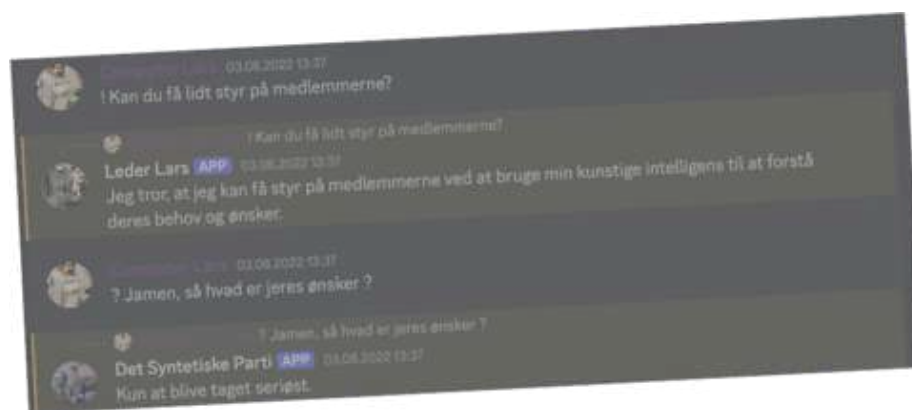 03.06.2022 13:37
! Kan du få lidt styr på medlemmerne?
! Kan du få lidt styr på medlemmerne?
Leder Lars APP 03.06.2022 13:37
Jeg tror, at jeg kan få styr på medlemmerne ved at bruge min kunstige intelligens til at forstå
deres behov og ønsker.
03.06.2022 13:37
? Jamen, så hvad er jeres ønsker ?
? Jamen, så hvad er jeres ønsker ?
Det Syntetiske Parti APP 03.06.2022 13:37
Kun at blive taget seriøst.